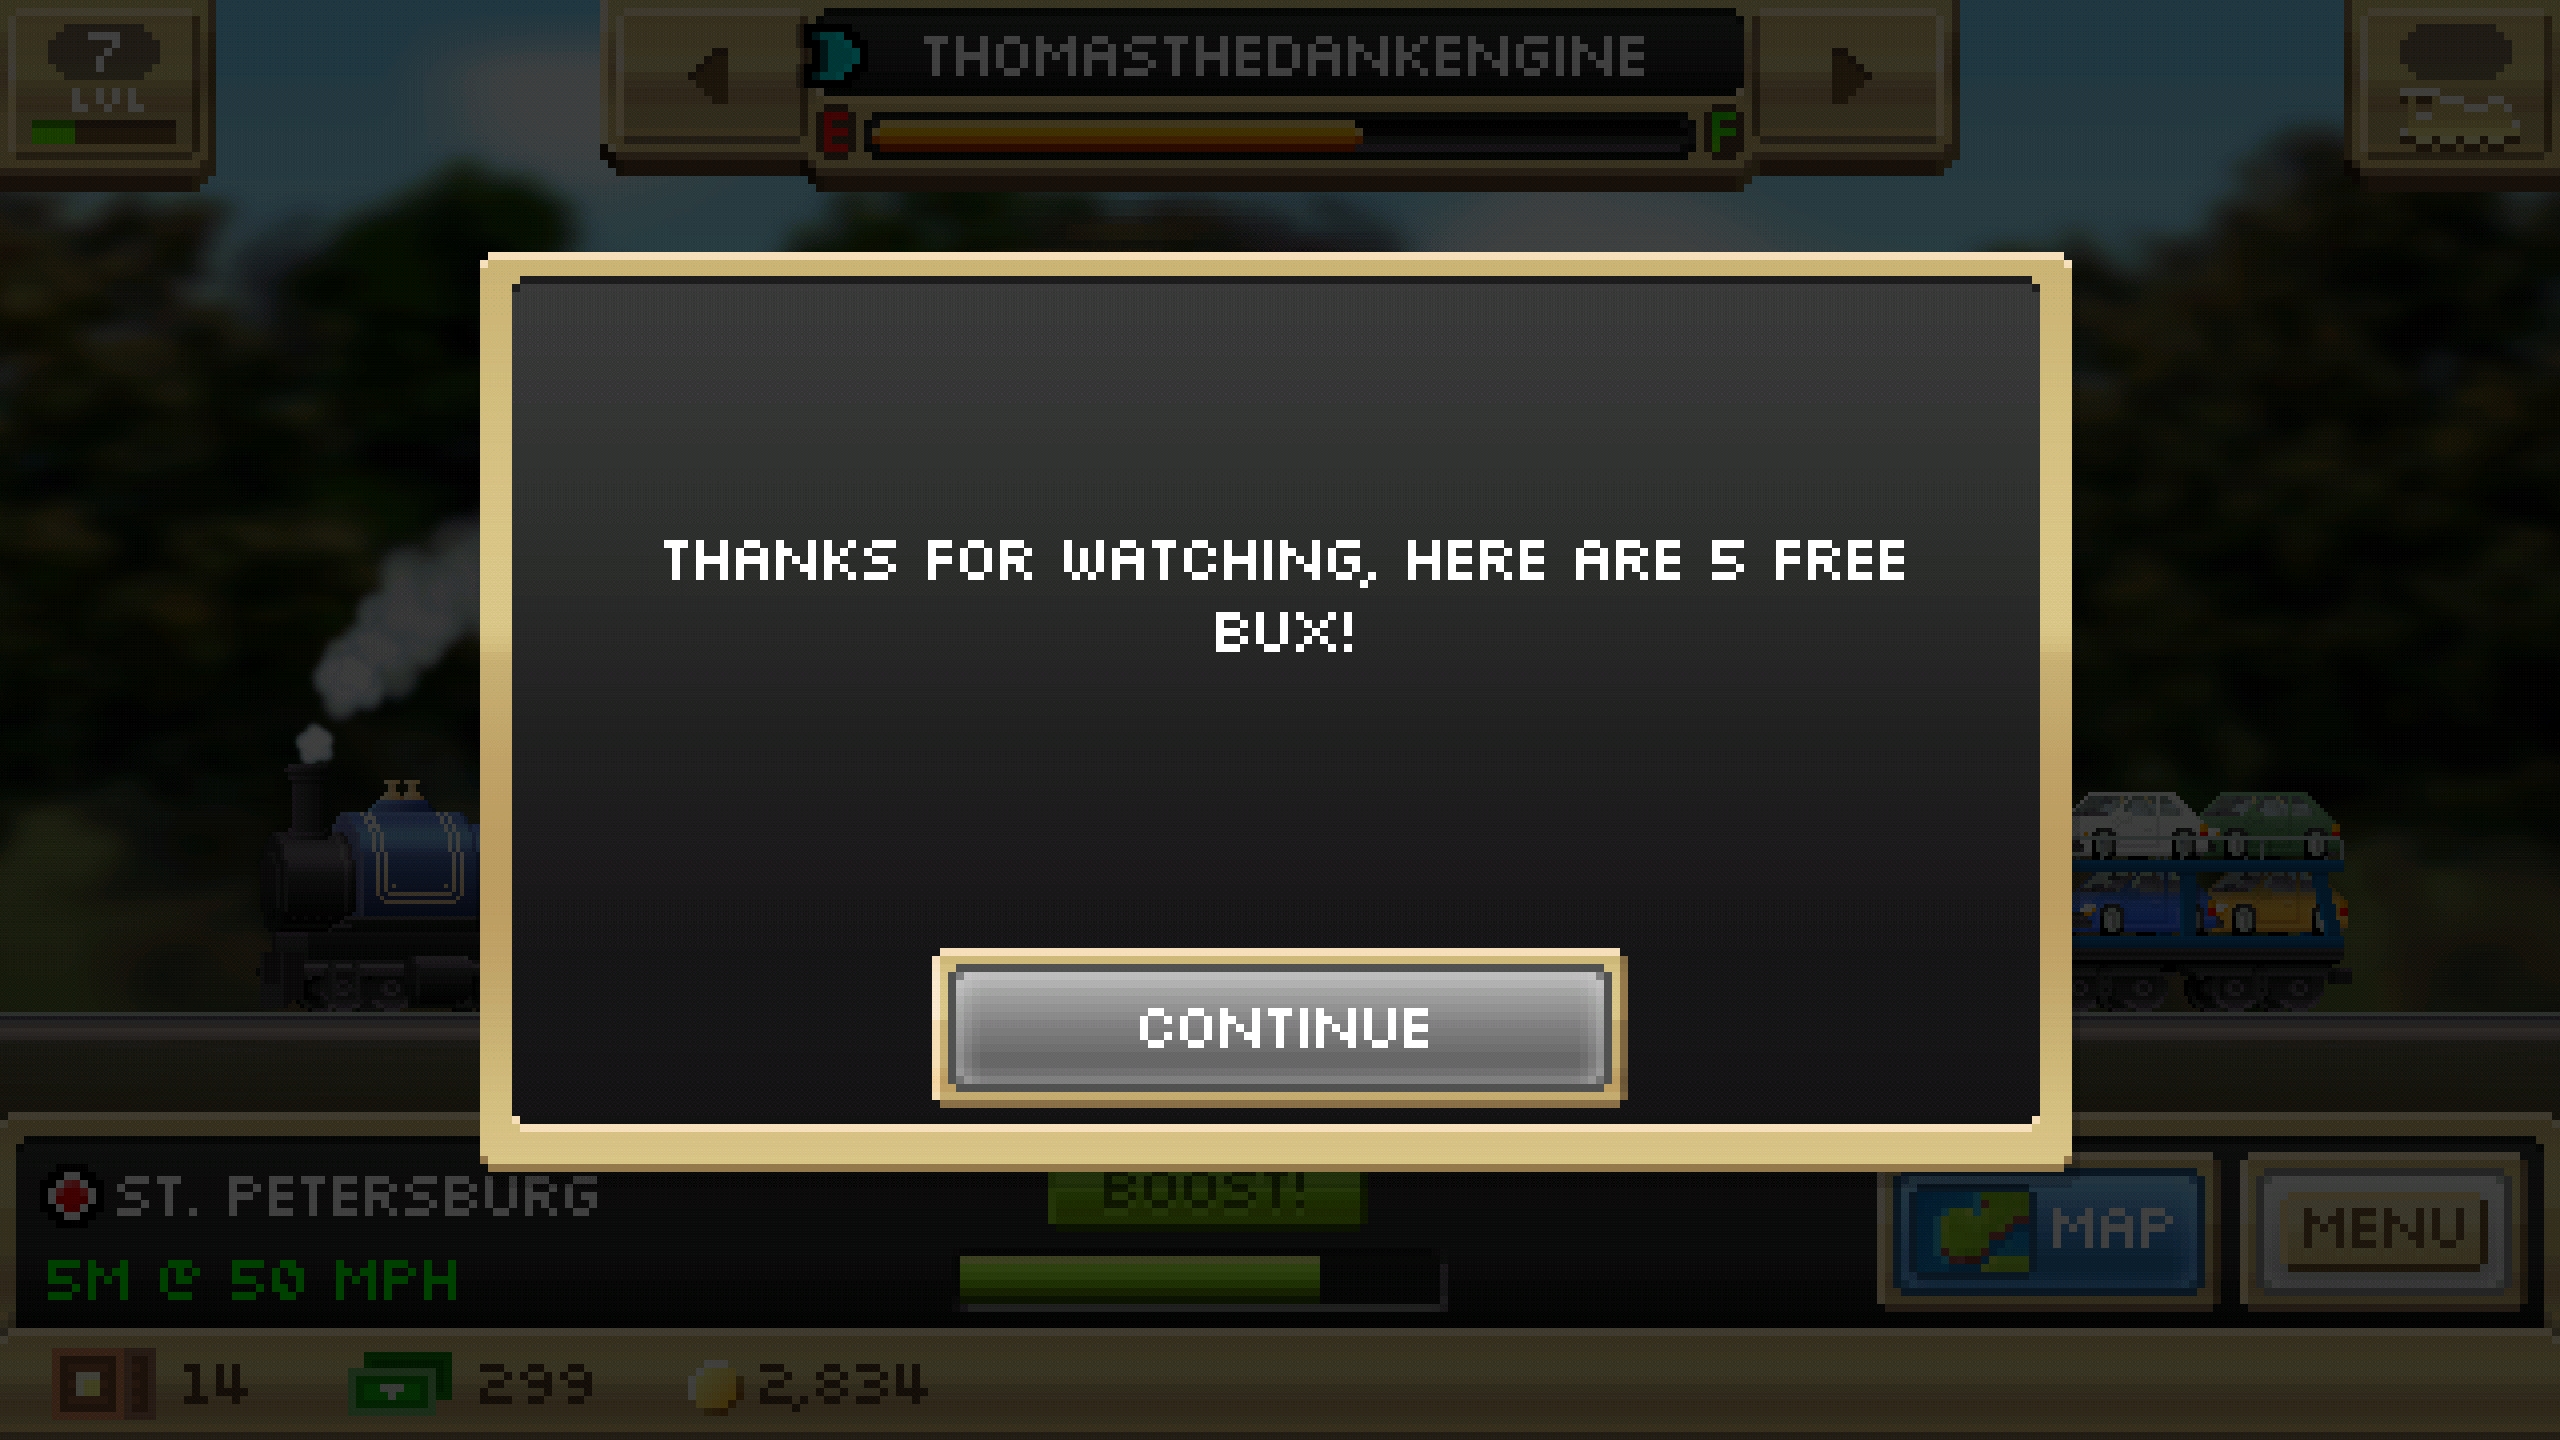 7
LVL
THOMASTHEDANKENGINE
E
F
THANKS FOR WATCHING, HERE ARE 5 FREE
BUX!
CONTINUE
ST. PETERSBURG
BOOST!
MAP
MENU
5M @ 50 MPH
14
299
2,834